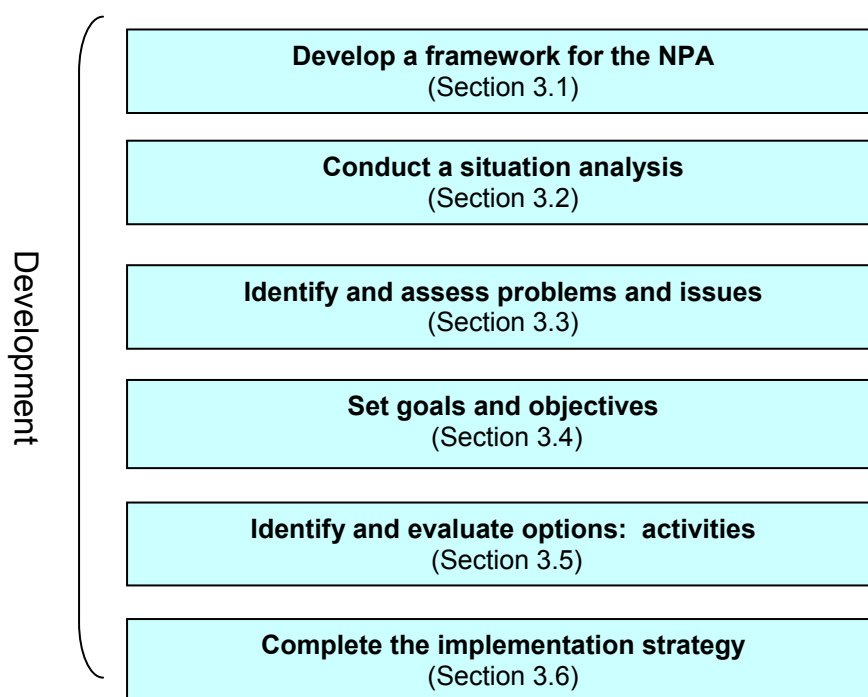 Develop a framework for the NPA
(Section 3.1)
Conduct a situation analysis
(Section 3.2)
Identify and assess problems and issues
(Section 3.3)
Set goals and objectives
(Section 3.4)
Identify and evaluate options:  activities
(Section 3.5)
Complete the implementation strategy
(Section 3.6)
Development